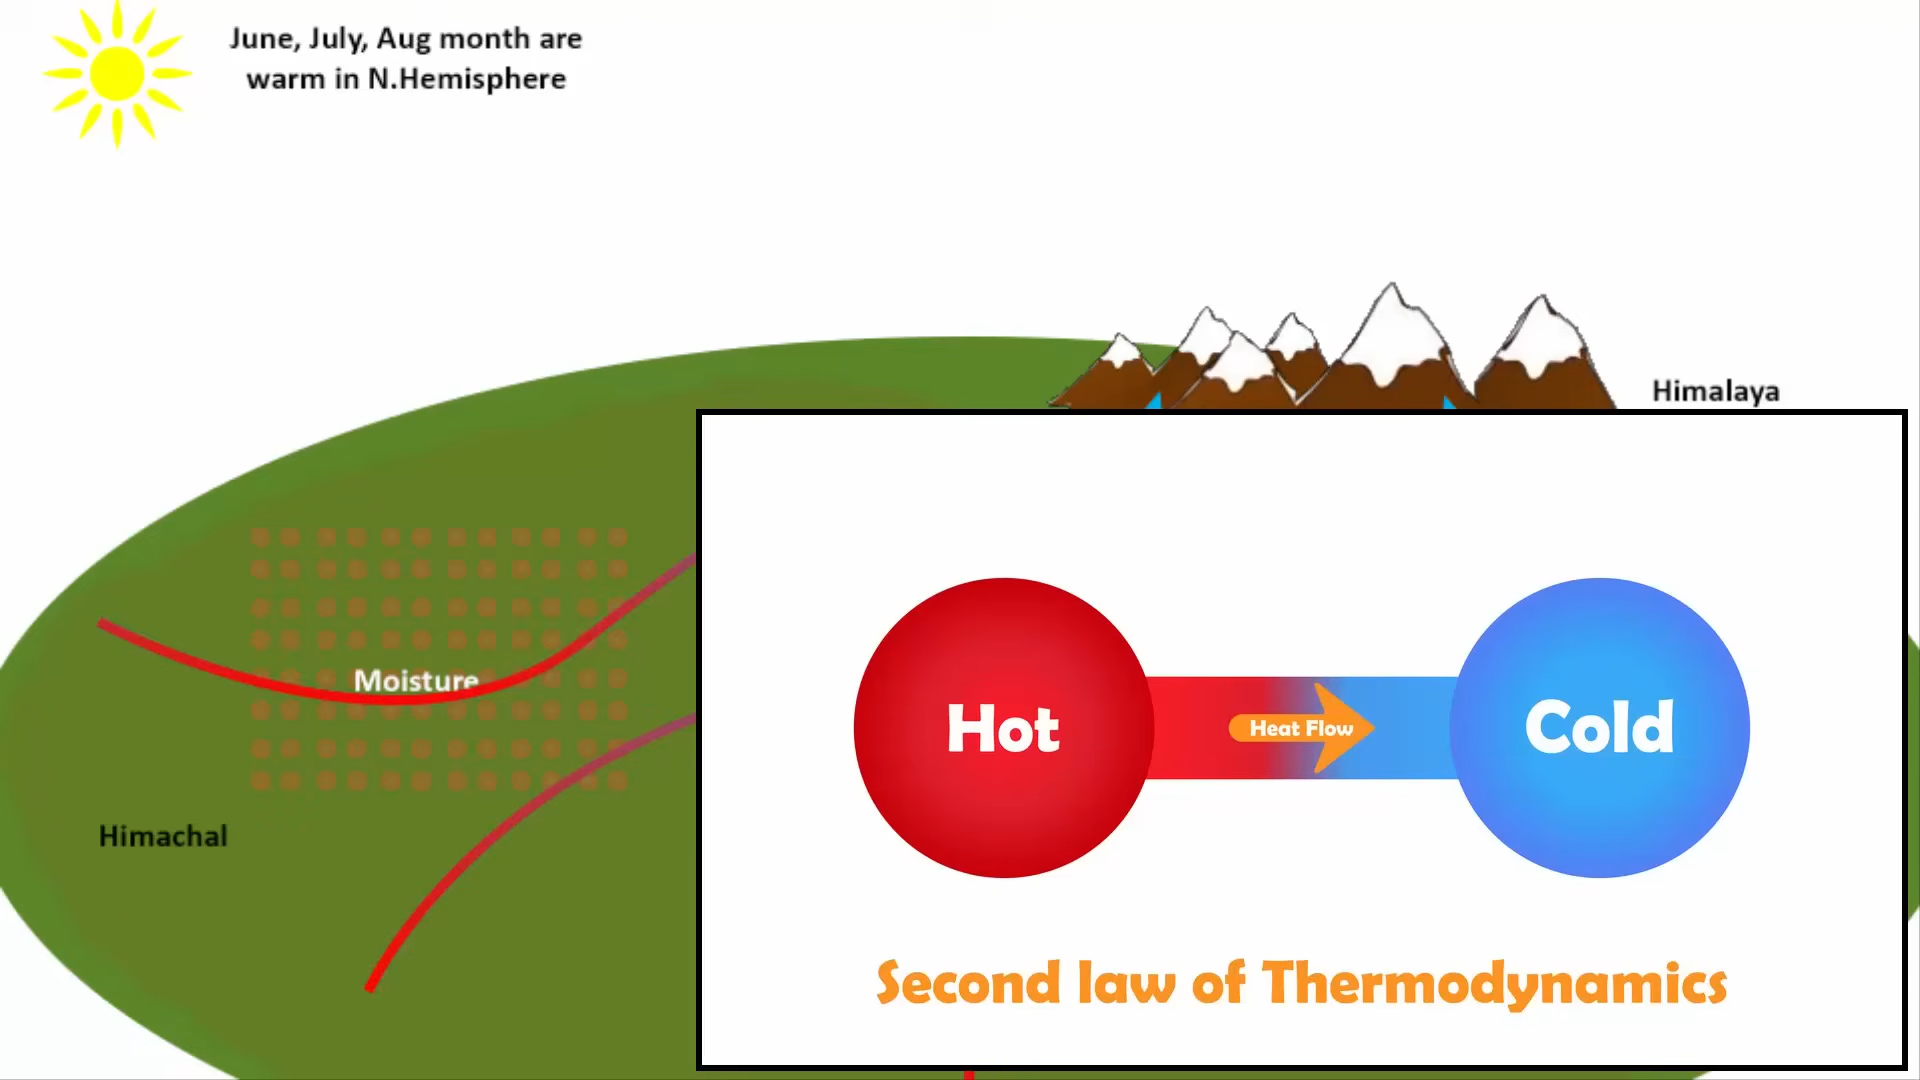 June, July, Aug month are
warm in N.Hemisphere
Himalaya
Moisture
Himachal
Hot
Heat Flow
Cold
Second law of Thermodynamics